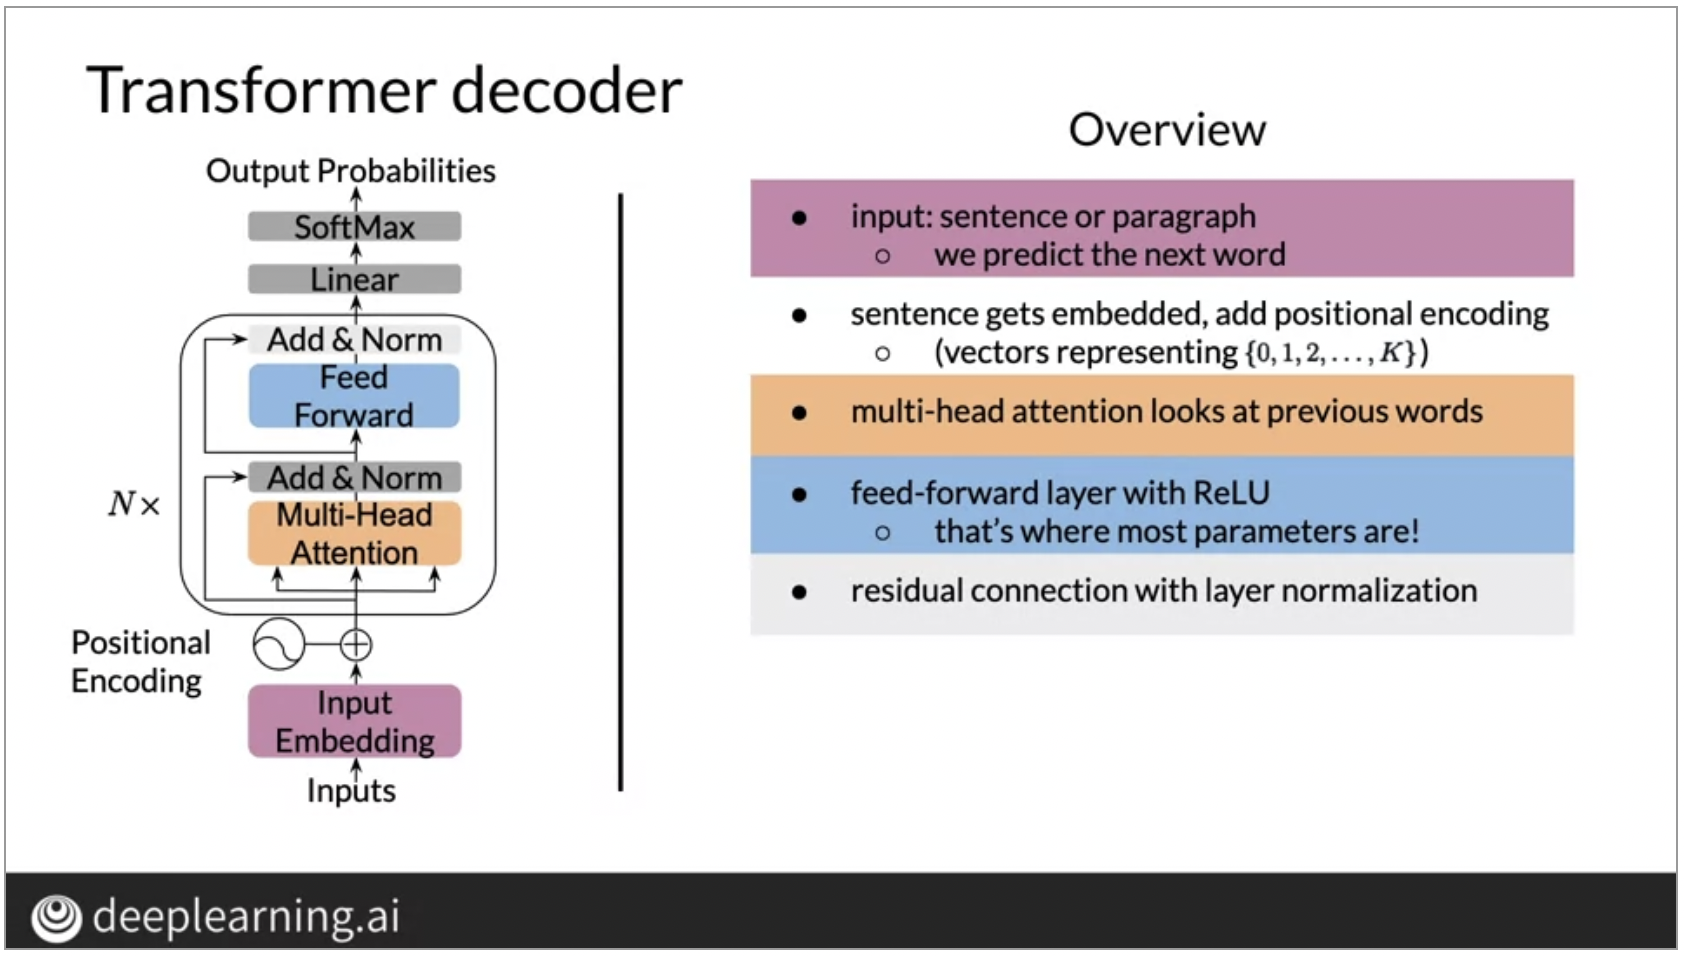 Transformer decoder
Output Probabilities
SoftMax
Linear
Add & Norm
Feed
Forward
Add & Norm
Multi-Head
Attention
N×
Positional
Encoding
Input
Embedding
Inputs
Overview
● input: sentence or paragraph
○ we predict the next word
● sentence gets embedded, add positional encoding
○ (vectors representing {0, 1, 2, . . . , K})
● multi-head attention looks at previous words
● feed-forward layer with ReLU
○ that's where most parameters are!
● residual connection with layer normalization
deeplearning.ai